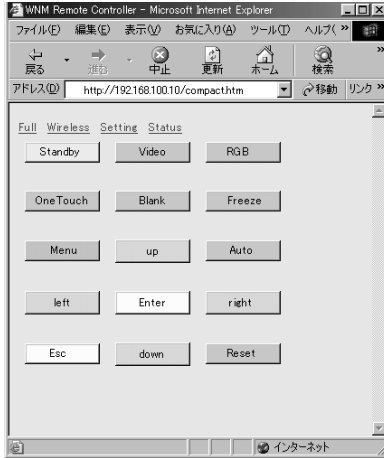 WNM Remote Controller - Microsoft Internet Explorer
ファイル(F) 編集(E) 表示(V) お気に入り(A) ツール(T) ヘルプ( »
戻る 進む 中止 更新 ホーム 検索 »
アドレス(D) http://192.168.100.10/compact.htm 移動 リンク »
Full Wireless Setting Status
Standby Video RGB
OneTouch Blank Freeze
Menu up Auto
left Enter right
Esc down Reset
インターネット